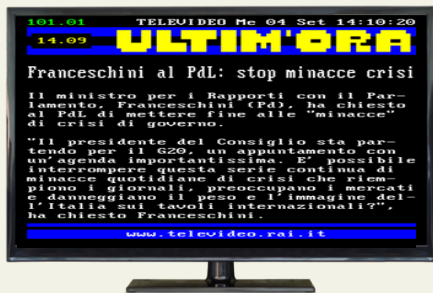 101.01 TELEVIDEO Me 04 Set 14:10:20
14.09 ULTIM'ORA
Franceschini al PdL: stop minacce crisi
Il ministro per i Rapporti con il Par-
lamento, Franceschini (Pd), ha chiesto
al PdL di mettere fine alle "minacce"
di crisi di governo.
"Il presidente del Consiglio sta par-
tendo per il G20, un appuntamento con
un'agenda importantissima. E' possibile
interrompere questa serie continua di
minacce quotidiane di crisi che riem-
piono i giornali, preoccupano i mercati
e danneggiano il peso e l'immagine del-
l'Italia sui tavoli internazionali?",
ha chiesto Franceschini.
www.televideo.rai.it